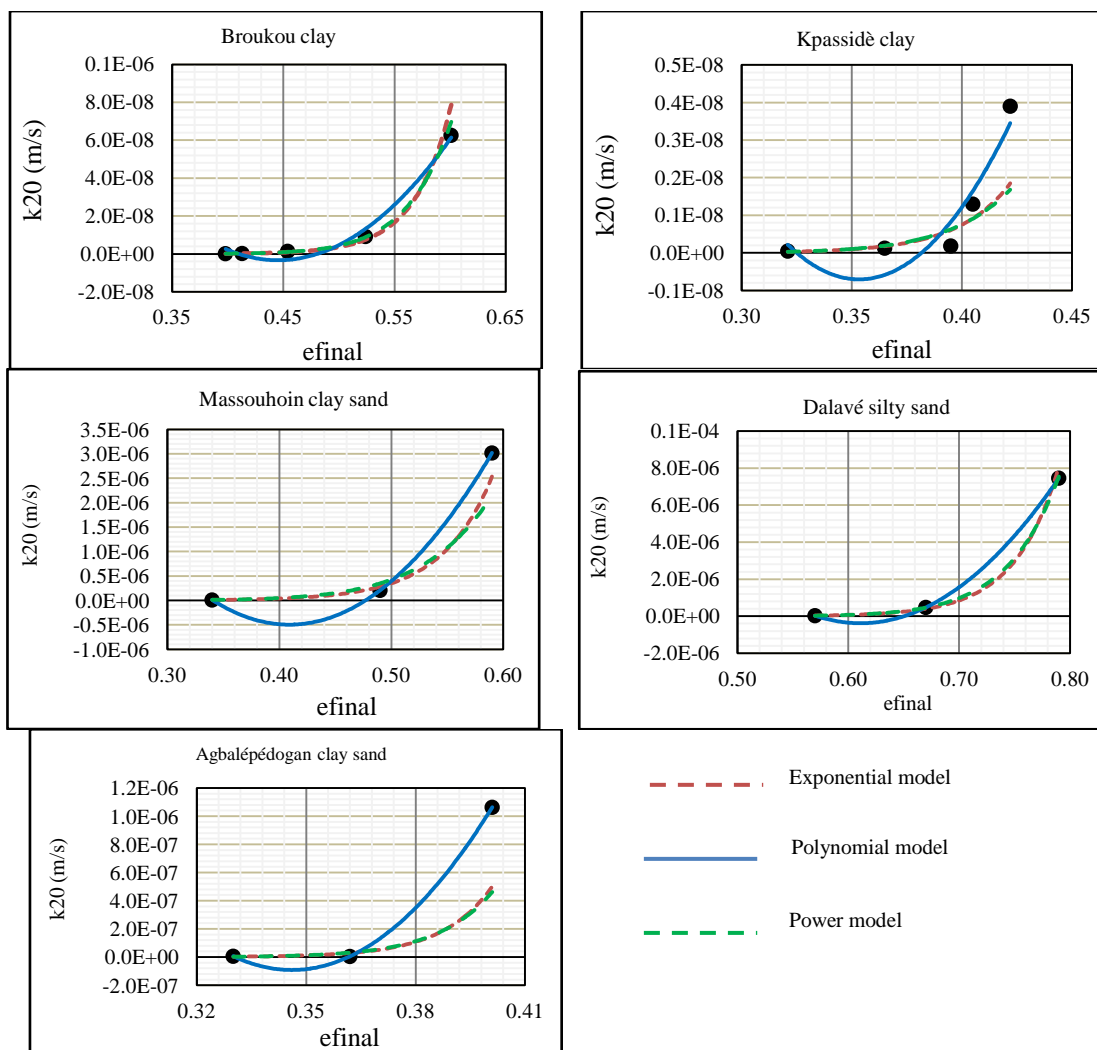 Broukou clay
k20 (m/s)
0.1E-06
8.0E-08
6.0E-08
4.0E-08
2.0E-08
0.0E+00
-2.0E-08
0.35 0.45 0.55 0.65
efinal
Kpassidè clay
k20 (m/s)
0.5E-08
0.4E-08
0.3E-08
0.2E-08
0.1E-08
0.0E+00
-0.1E-08
0.30 0.35 0.40 0.45
efinal
Massouhoin clay sand
k20 (m/s)
3.5E-06
3.0E-06
2.5E-06
2.0E-06
1.5E-06
1.0E-06
0.5E-06
0.0E+00
-0.5E-06
-1.0E-06
0.30 0.40 0.50 0.60
efinal
Dalavé silty sand
k20 (m/s)
0.1E-04
8.0E-06
6.0E-06
4.0E-06
2.0E-06
0.0E+00
-2.0E-06
0.50 0.60 0.70 0.80
efinal
Agbalépédogan clay sand
k20 (m/s)
1.2E-06
1.0E-06
8.0E-07
6.0E-07
4.0E-07
2.0E-07
0.0E+00
-2.0E-07
0.32 0.35 0.38 0.41
efinal
Exponential model
Polynomial model
Power model